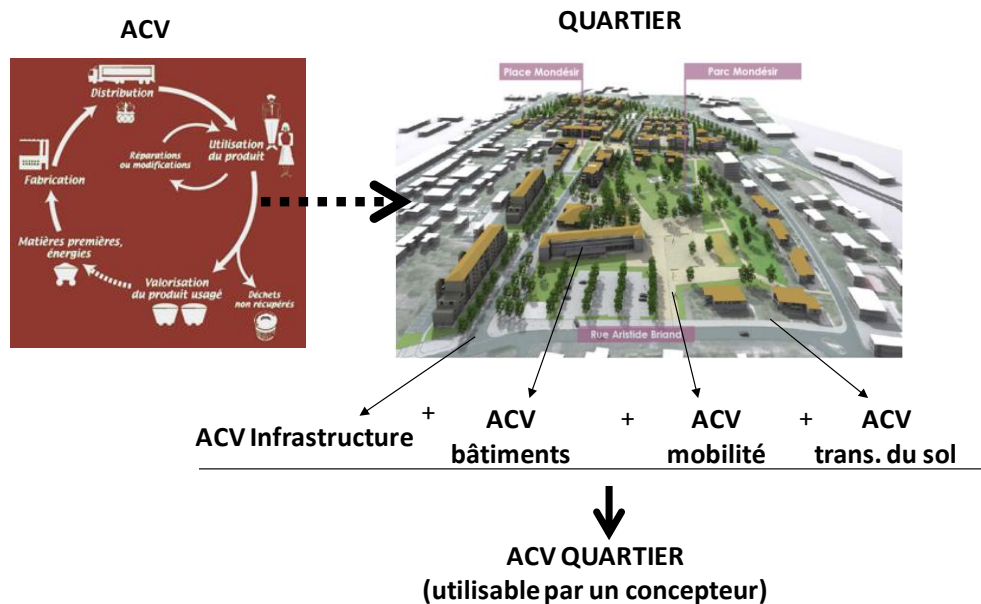 ACV
QUARTIER
Distribution
Réparations
ou modifications
Utilisation
du produit
Fabrication
Matières premières,
énergies
Valorisation
du produit usagé
Déchets
non récupérés
Place Mondésir
Parc Mondésir
Rue Aristide Briand
ACV Infrastructure
+
ACV
bâtiments
+
ACV
mobilité
+
ACV
trans. du sol
ACV QUARTIER
(utilisable par un concepteur)